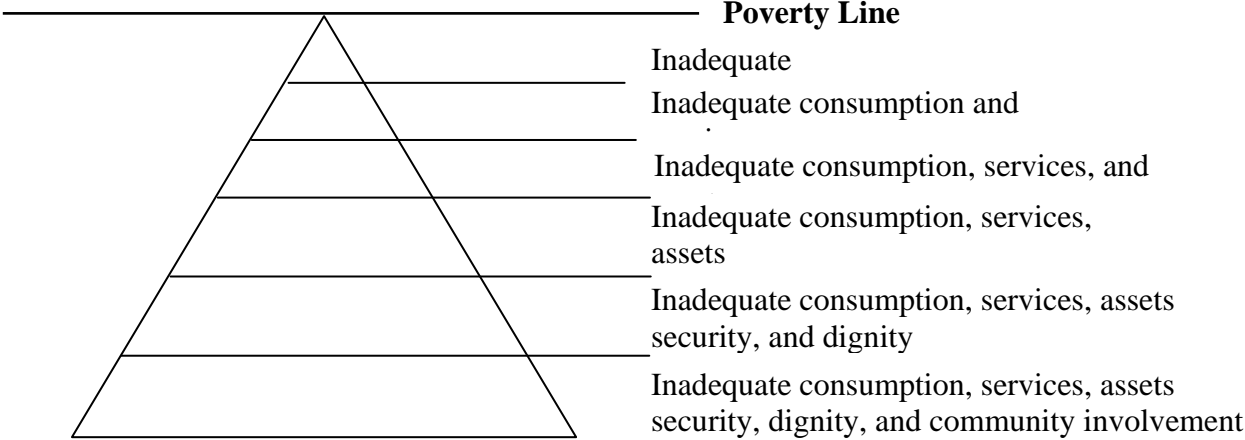 Poverty Line
Inadequate
Inadequate consumption and
Inadequate consumption, services, and
Inadequate consumption, services,
assets
Inadequate consumption, services, assets
security, and dignity
Inadequate consumption, services, assets
security, dignity, and community involvement